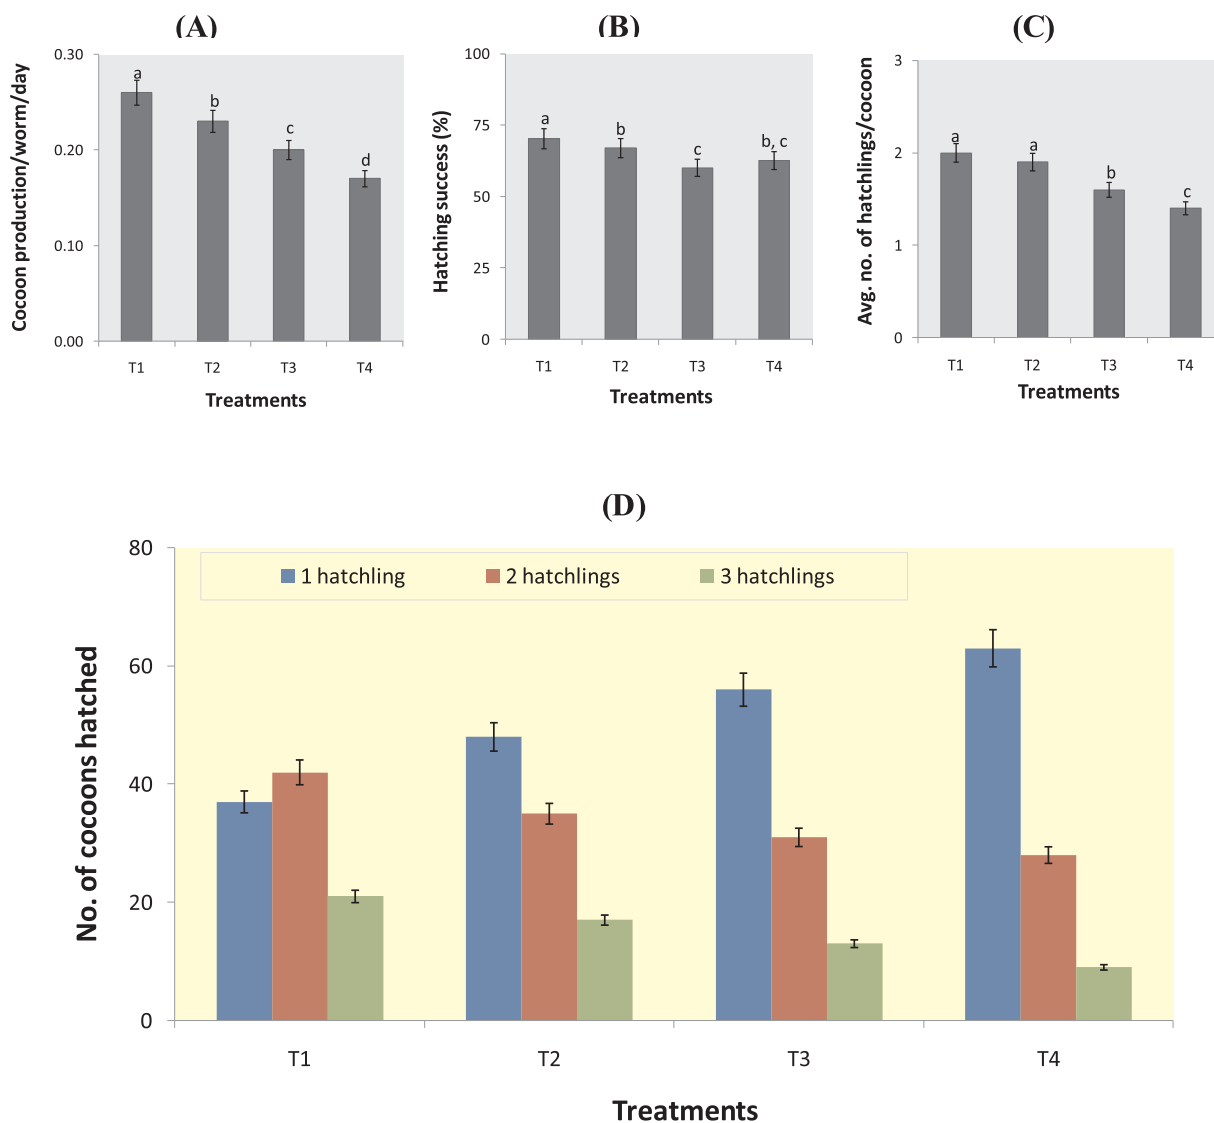 (A)
Cocoon production/worm/day
0.30
0.20
0.10
0.00
a
b
c
d
T1 T2 T3 T4
Treatments
(B)
Hatching success (%)
100
75
50
25
0
a
b
c
b, c
T1 T2 T3 T4
Treatments
(C)
Avg. no. of hatchlings/cocoon
3
2
1
0
a
a
b
c
T1 T2 T3 T4
Treatments
(D)
1 hatchling 2 hatchlings 3 hatchlings
No. of cocoons hatched
80
60
40
20
0
T1 T2 T3 T4
Treatments